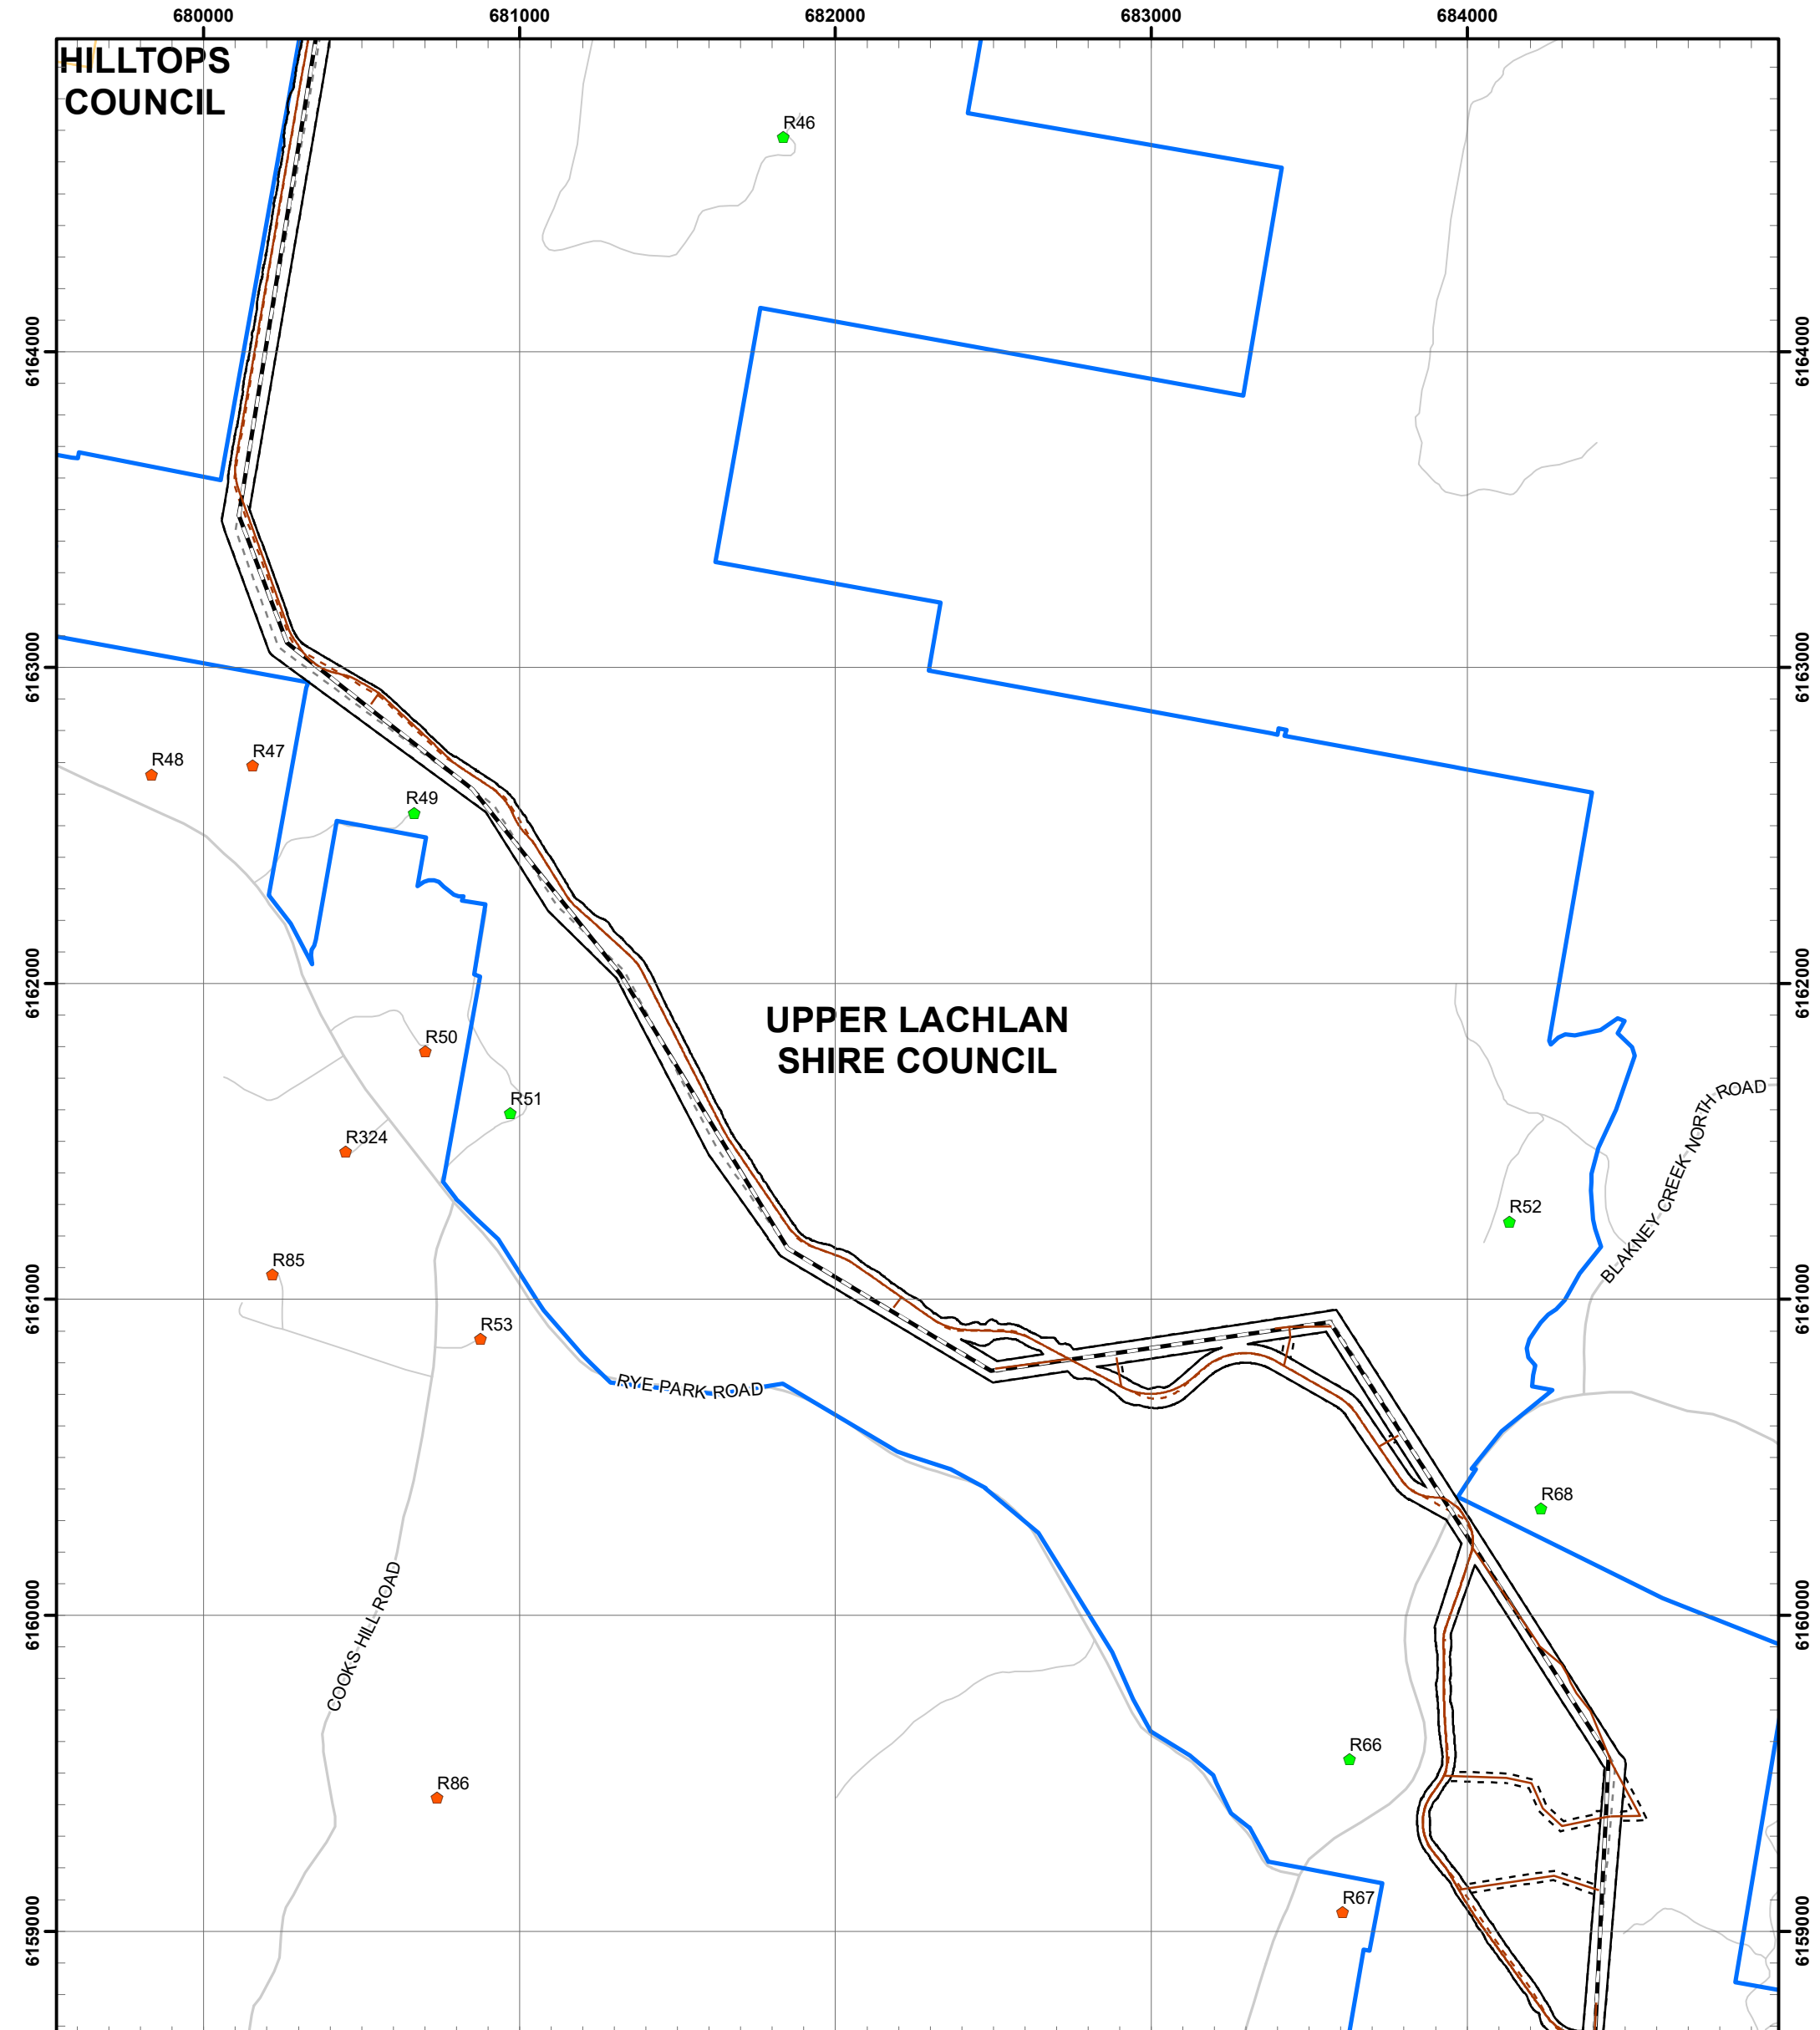 680000 681000 682000 683000 684000
HILLTOPS
COUNCIL
R46
6164000 6164000
6163000 6163000
R48
R47
R49
6162000 6162000
UPPER LACHLAN
SHIRE COUNCIL
R50
R51
R324
BLAKNEY CREEK NORTH ROAD
R52
R85
6161000 6161000
R53
RYE PARK ROAD
R68
COOKS HILL ROAD
6160000 6160000
R66
R86
R67
6159000 6159000